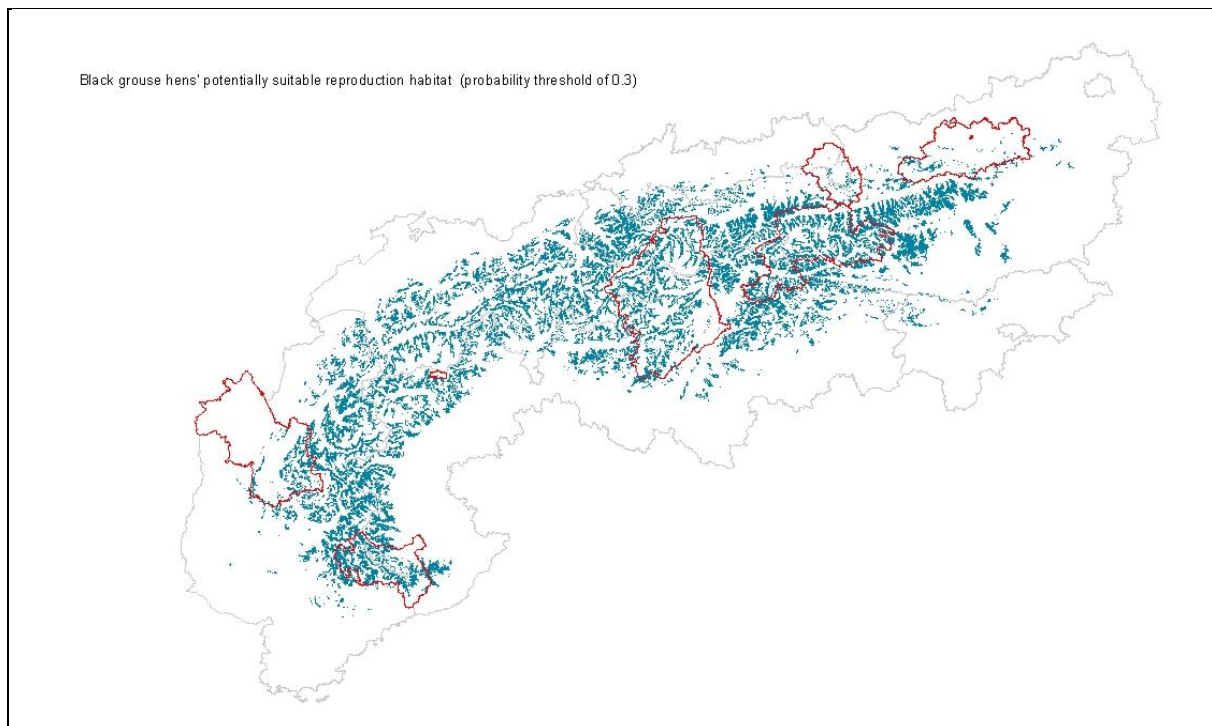 Black grouse hens' potentially suitable reproduction habitat (probability threshold of 0.3)